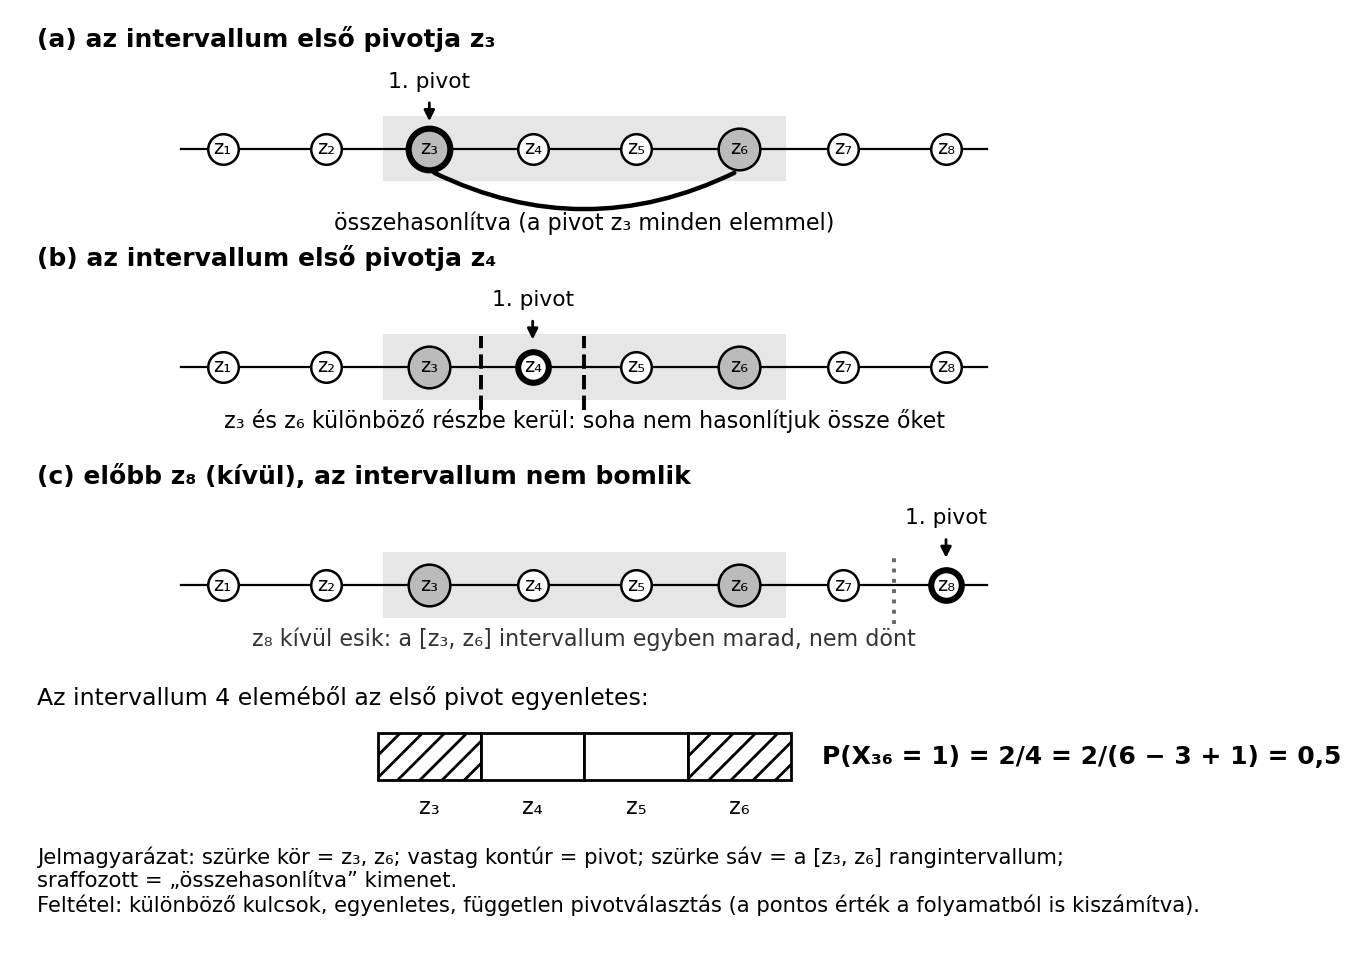 (a) az intervallum első pivotja z₃
1. pivot
z₁ z₂ z₃ z₄ z₅ z₆ z₇ z₈
összehasonlítva (a pivot z₃ minden elemmel)
(b) az intervallum első pivotja z₄
1. pivot
z₁ z₂ z₃ z₄ z₅ z₆ z₇ z₈
z₃ és z₆ különböző részbe kerül: soha nem hasonlítjuk össze őket
(c) előbb z₈ (kívül), az intervallum nem bomlik
1. pivot
z₁ z₂ z₃ z₄ z₅ z₆ z₇ z₈
z₈ kívül esik: a [z₃, z₆] intervallum egyben marad, nem dönt
Az intervallum 4 eleméből az első pivot egyenletes:
P(X₃₆ = 1) = 2/4 = 2/(6 − 3 + 1) = 0,5
z₃ z₄ z₅ z₆
Jelmagyarázat: szürke kör = z₃, z₆; vastag kontúr = pivot; szürke sáv = a [z₃, z₆] rangintervallum;
sraffozott = „összehasonlítva” kimenet.
Feltétel: különböző kulcsok, egyenletes, független pivotválasztás (a pontos érték a folyamatból is kiszámítva).